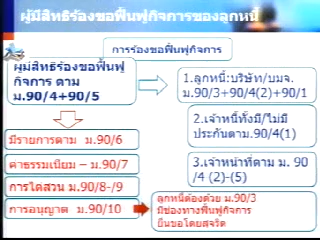 ผู้มีสิทธิร้องขอฟื้นฟูกิจการของลูกหนี้
การร้องขอฟื้นฟูกิจการ
ผู้มีสิทธิร้องขอฟื้นฟู
กิจการ ตาม
ม.90/4+90/5
1.ลูกหนี้:บริษัท/บมจ.
ม.90/3+90/4(2)+90/1
2.เจ้าหนี้ทั้งมี/ไม่มี
ประกันตาม.90/4(1)
3.เจ้าหน้าที่ตาม ม. 90
/4 (2)-(5)
มีรายการตาม ม.90/6
ค่าธรรมเนียม – ม.90/7
การไต่สวน ม.90/8-/9
การอนุญาต ม.90/10
ลูกหนี้ต้องด้วย ม.90/3
มีช่องทางฟื้นฟูกิจการ
ยื่นขอโดยสุจริต